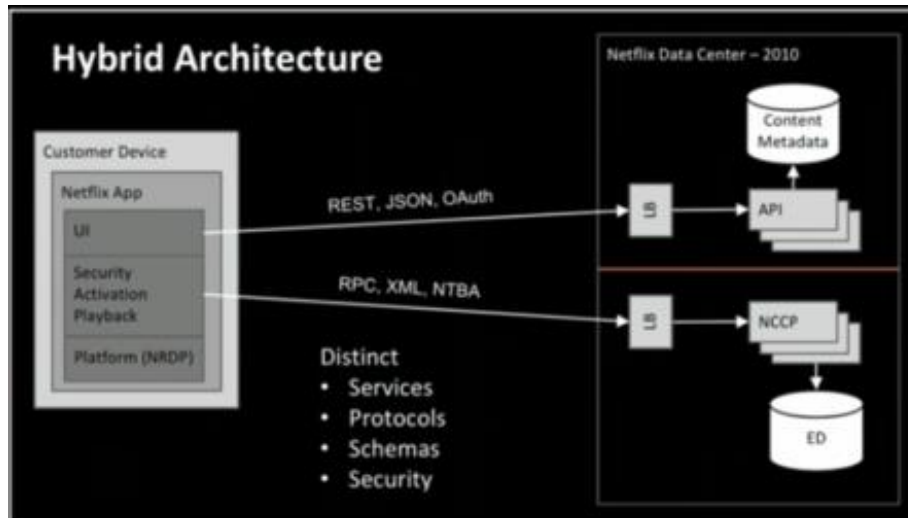 Hybrid Architecture
Netflix Data Center – 2010
Content
Metadata
Customer Device
Netflix App
UI
Security
Activation
Playback
Platform (NRDP)
REST, JSON, OAuth
LB
API
RPC, XML, NTBA
LB
NCCP
ED
Distinct
• Services
• Protocols
• Schemas
• Security